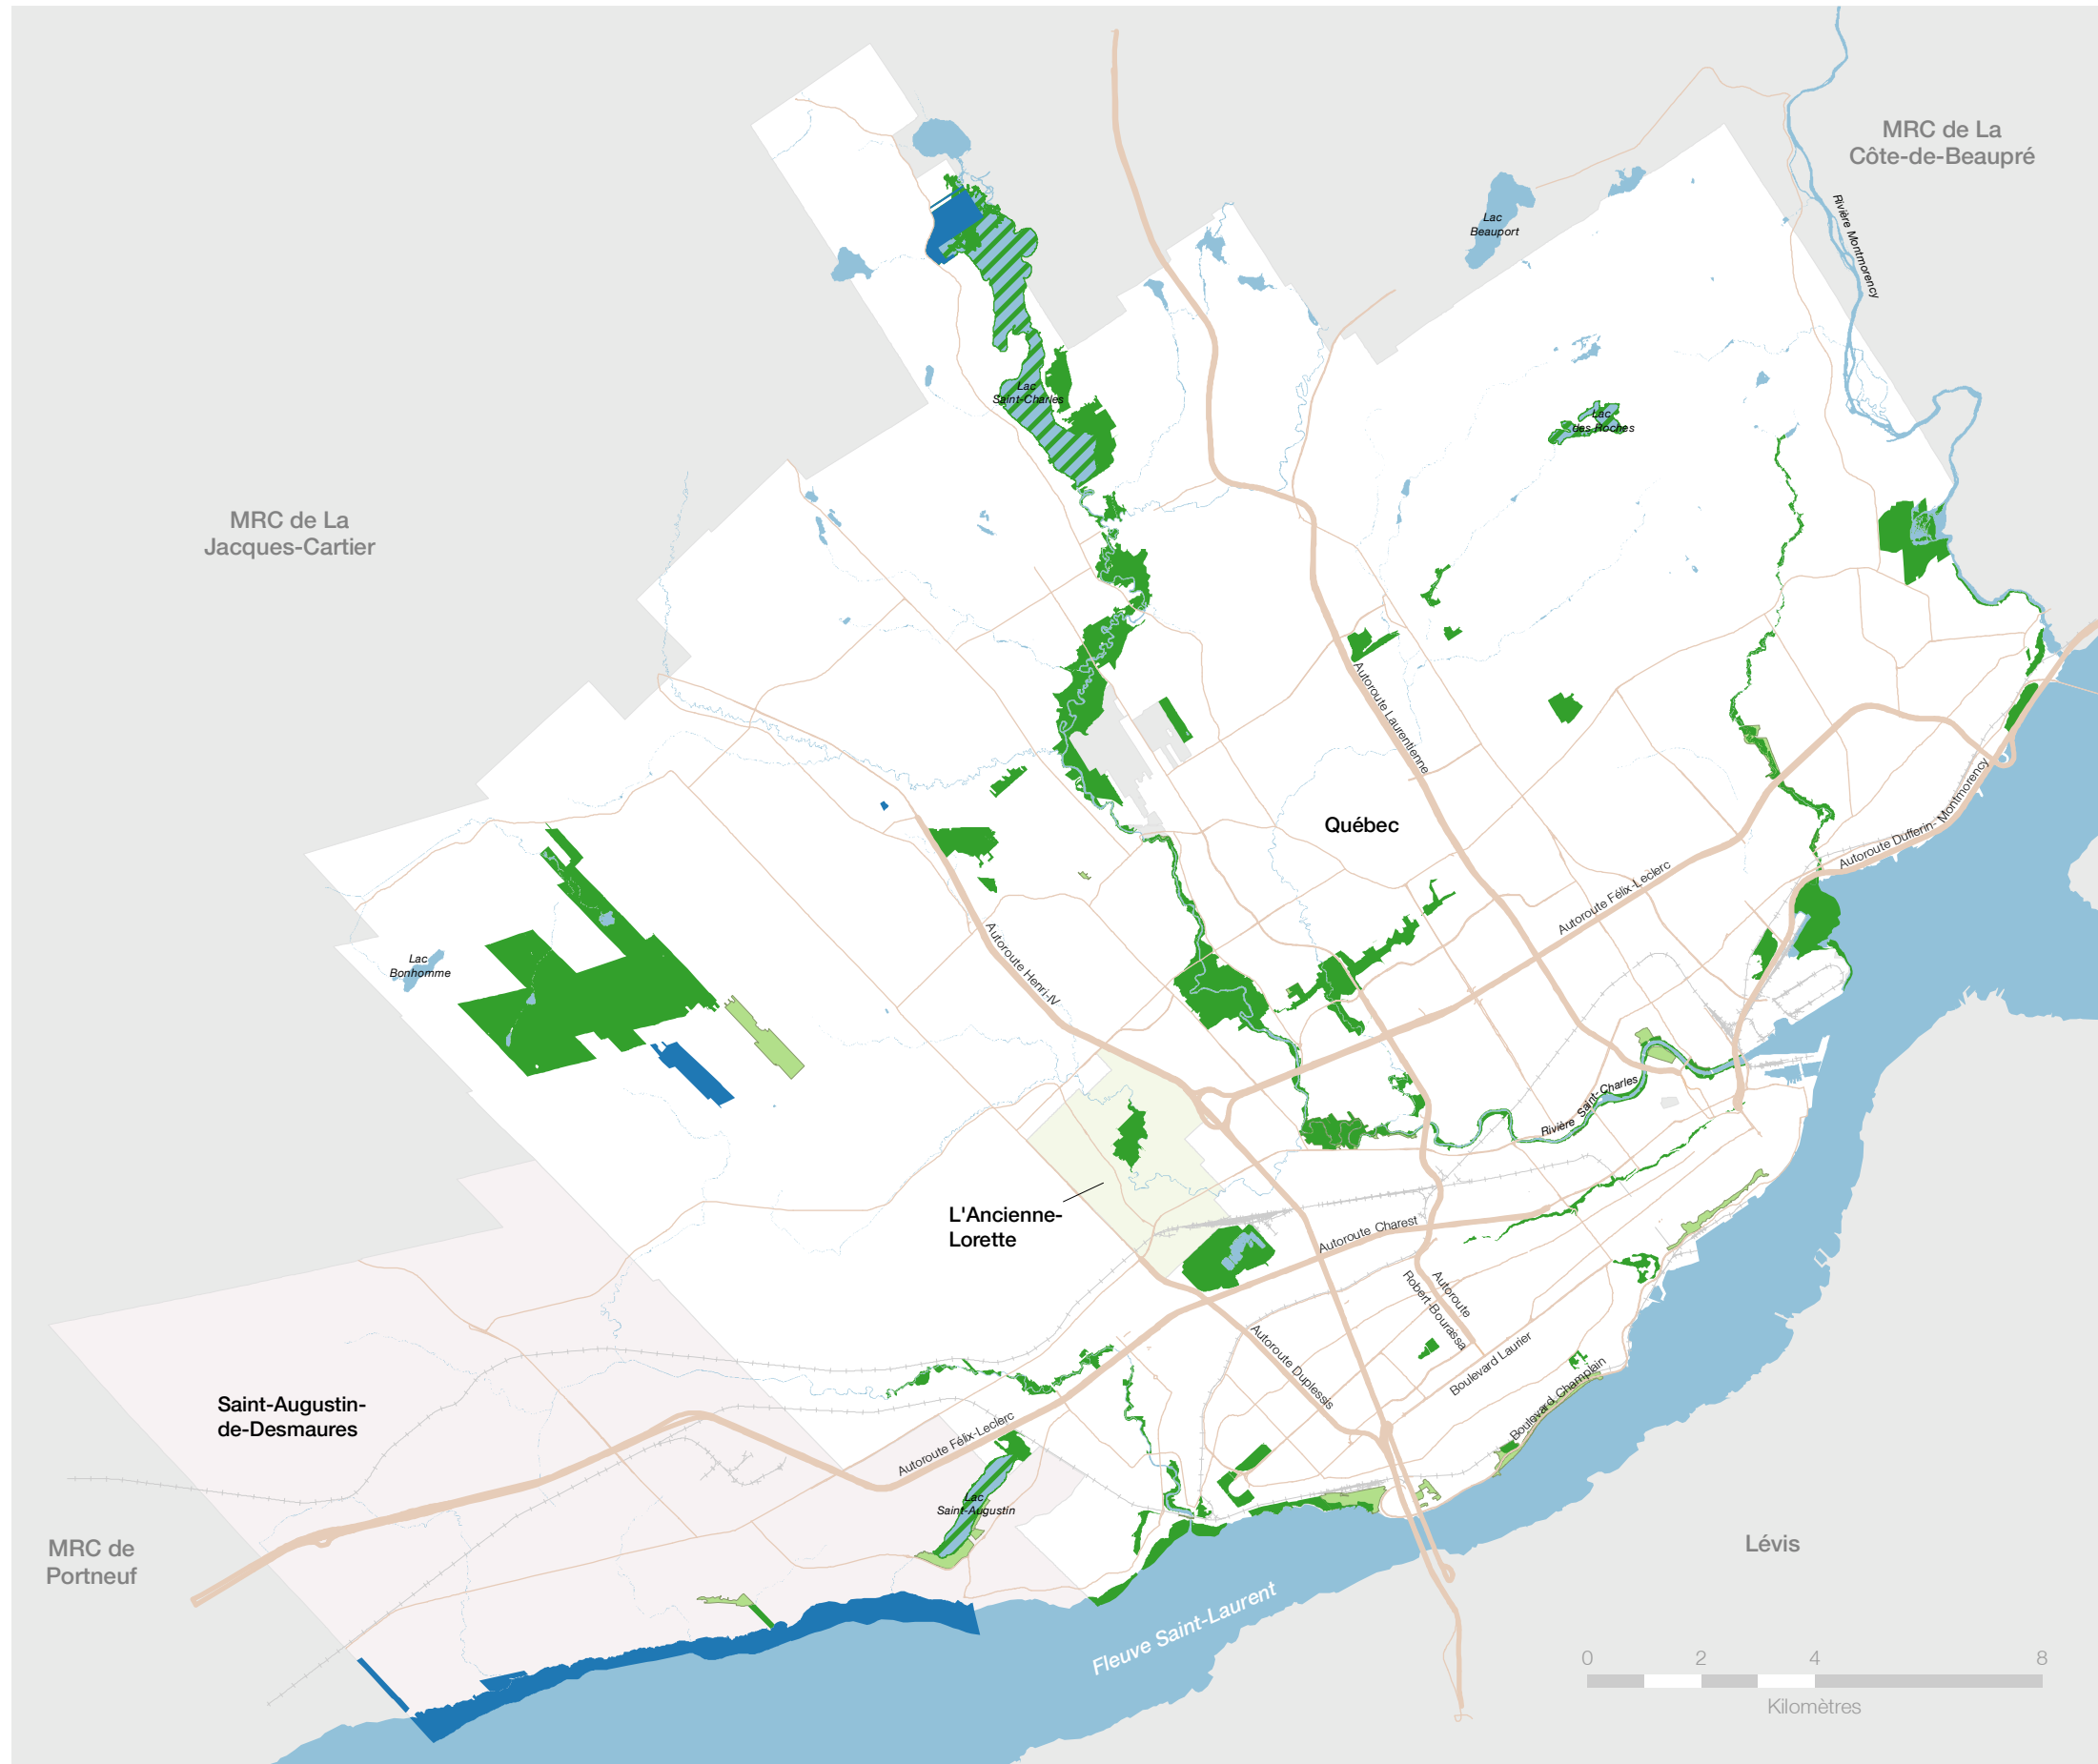 MRC de La
Côte-de-Beaupré
Rivière Montmorency
Lac
Beauport
Lac
Saint-Charles
Lac
des Roches
MRC de La
Jacques-Cartier
Autoroute Laurentienne
Québec
Autoroute Dufferin- Montmorency
Autoroute Félix-Leclerc
Autoroute Henri-IV
Lac
Bonhomme
Rivière Saint-Charles
L'Ancienne-
Lorette
Autoroute Charest
Autoroute
Robert-Bourassa
Autoroute Duplessis
Boulevard Laurier
Boulevard Champlain
Saint-Augustin-
de-Desmaures
Autoroute Félix-Leclerc
Lac
Saint-Augustin
MRC de
Portneuf
Lévis
Fleuve Saint-Laurent
0 2 4 8
Kilomètres